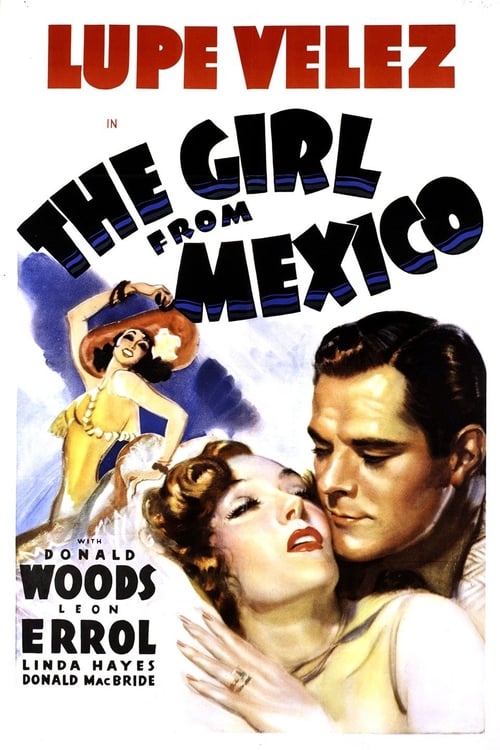 LUPE VELEZ
IN
THE GIRL
FROM
MEXICO
WITH
DONALD
WOODS
LEON
ERROL
LINDA HAYES
DONALD MACBRIDE